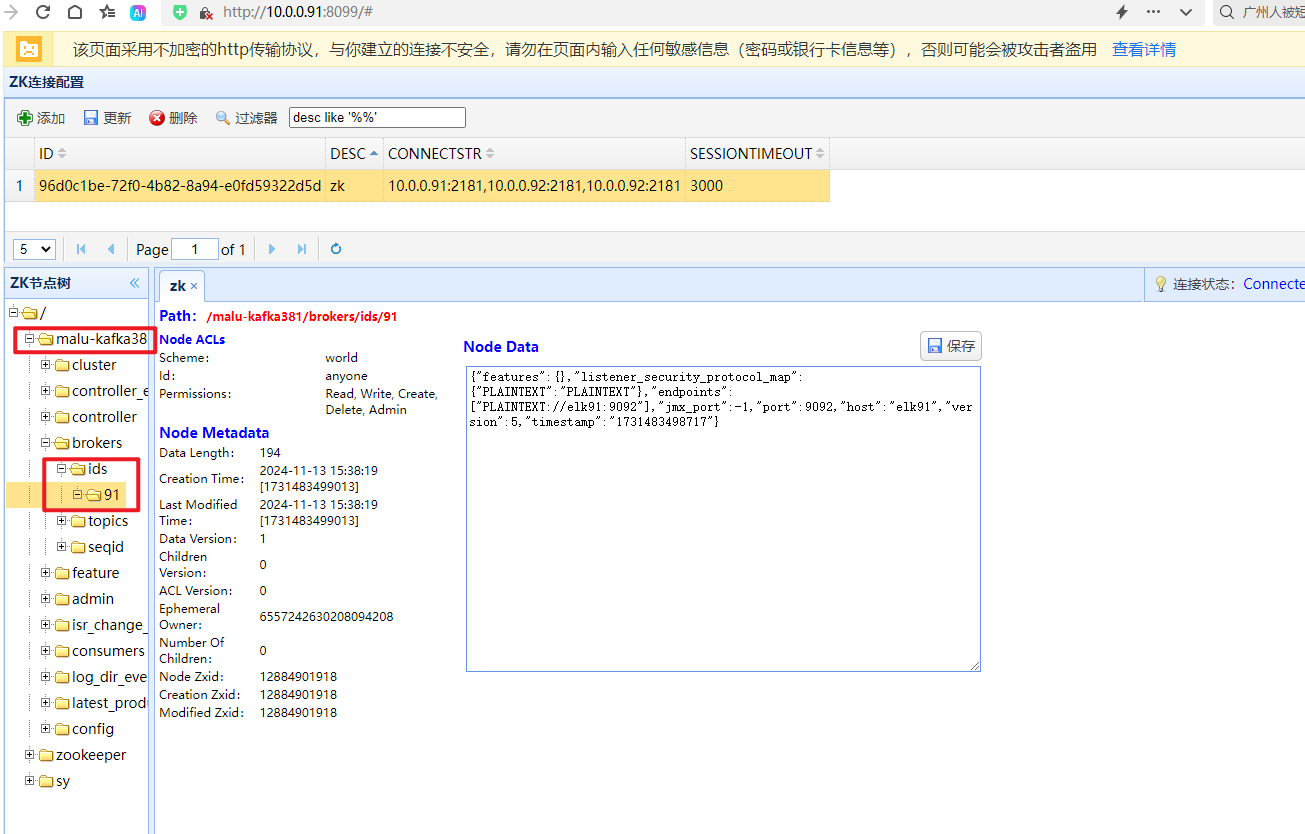 http://10.0.0.91:8099/#
广州人被短
该页面采用不加密的http传输协议，与你建立的连接不安全，请勿在页面内输入任何敏感信息（密码或银行卡信息等），否则可能会被攻击者盗用 查看详情
ZK连接配置
添加 更新 删除 过滤器 desc like '%%'
ID DESC CONNECTSTR SESSIONTIMEOUT
1 96d0c1be-72f0-4b82-8a94-e0fd59322d5d zk 10.0.0.91:2181,10.0.0.92:2181,10.0.0.92:2181 3000
5 Page 1 of 1
ZK节点树
/
malu-kafka38
cluster
controller_e
controller
brokers
ids
91
topics
seqid
feature
admin
isr_change_
consumers
log_dir_eve
latest_produ
config
zookeeper
sy
zk ×
连接状态： Connecte
Path: /malu-kafka381/brokers/ids/91
Node ACLs
Scheme: world
Id: anyone
Permissions: Read, Write, Create,
Delete, Admin
Node Metadata
Data Length: 194
Creation Time: 2024-11-13 15:38:19
[1731483499013]
Last Modified Time: 2024-11-13 15:38:19
[1731483499013]
Data Version: 1
Children Version: 0
ACL Version: 0
Ephemeral Owner: 6557242630208094208
Number Of Children: 0
Node Zxid: 12884901918
Creation Zxid: 12884901918
Modified Zxid: 12884901918
Node Data
保存
{"features":{},"listener_security_protocol_map":
{"PLAINTEXT":"PLAINTEXT"},"endpoints":
["PLAINTEXT://elk91:9092"],"jmx_port":-1,"port":9092,"host":"elk91","ver
sion":5,"timestamp":"1731483498717"}